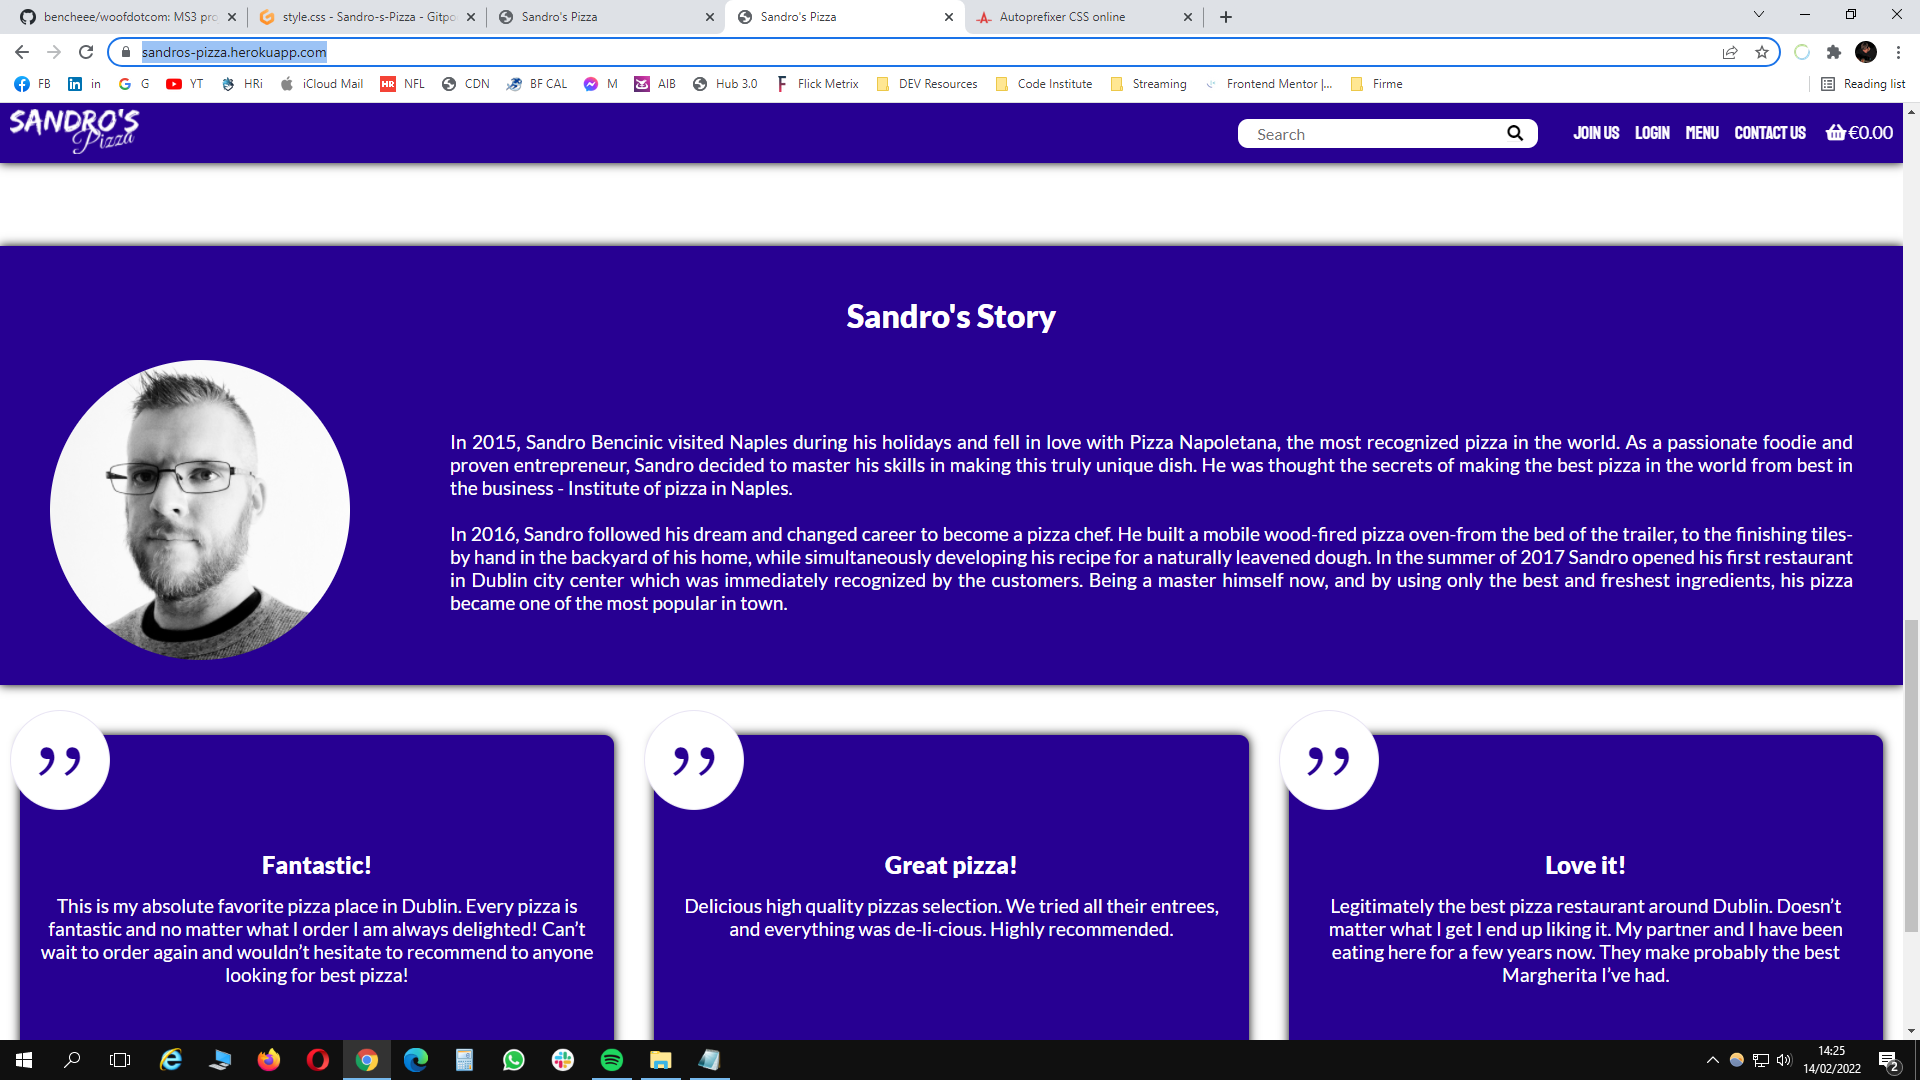 bencheee/woofdotcom: MS3 pro
style.css - Sandro-s-Pizza - Gitpo
Sandro's Pizza
Sandro's Pizza
Autoprefixer CSS online
sandros-pizza.herokuapp.com
FB in G YT HRi iCloud Mail NFL CDN BF CAL M AIB Hub 3.0 Flick Metrix DEV Resources Code Institute Streaming Frontend Mentor |... Firme Reading list
SANDRO'S
Pizza
Search
JOIN US LOGIN MENU CONTACT US €0.00
Sandro's Story
In 2015, Sandro Bencinic visited Naples during his holidays and fell in love with Pizza Napoletana, the most recognized pizza in the world. As a passionate foodie and
proven entrepreneur, Sandro decided to master his skills in making this truly unique dish. He was thought the secrets of making the best pizza in the world from best in
the business - Institute of pizza in Naples.
In 2016, Sandro followed his dream and changed career to become a pizza chef. He built a mobile wood-fired pizza oven-from the bed of the trailer, to the finishing tiles-
by hand in the backyard of his home, while simultaneously developing his recipe for a naturally leavened dough. In the summer of 2017 Sandro opened his first restaurant
in Dublin city center which was immediately recognized by the customers. Being a master himself now, and by using only the best and freshest ingredients, his pizza
became one of the most popular in town.
Fantastic!
This is my absolute favorite pizza place in Dublin. Every pizza is
fantastic and no matter what I order I am always delighted! Can’t
wait to order again and wouldn’t hesitate to recommend to anyone
looking for best pizza!
Great pizza!
Delicious high quality pizzas selection. We tried all their entrees,
and everything was de-li-cious. Highly recommended.
Love it!
Legitimately the best pizza restaurant around Dublin. Doesn’t
matter what I get I end up liking it. My partner and I have been
eating here for a few years now. They make probably the best
Margherita I’ve had.
14:25
14/02/2022
2